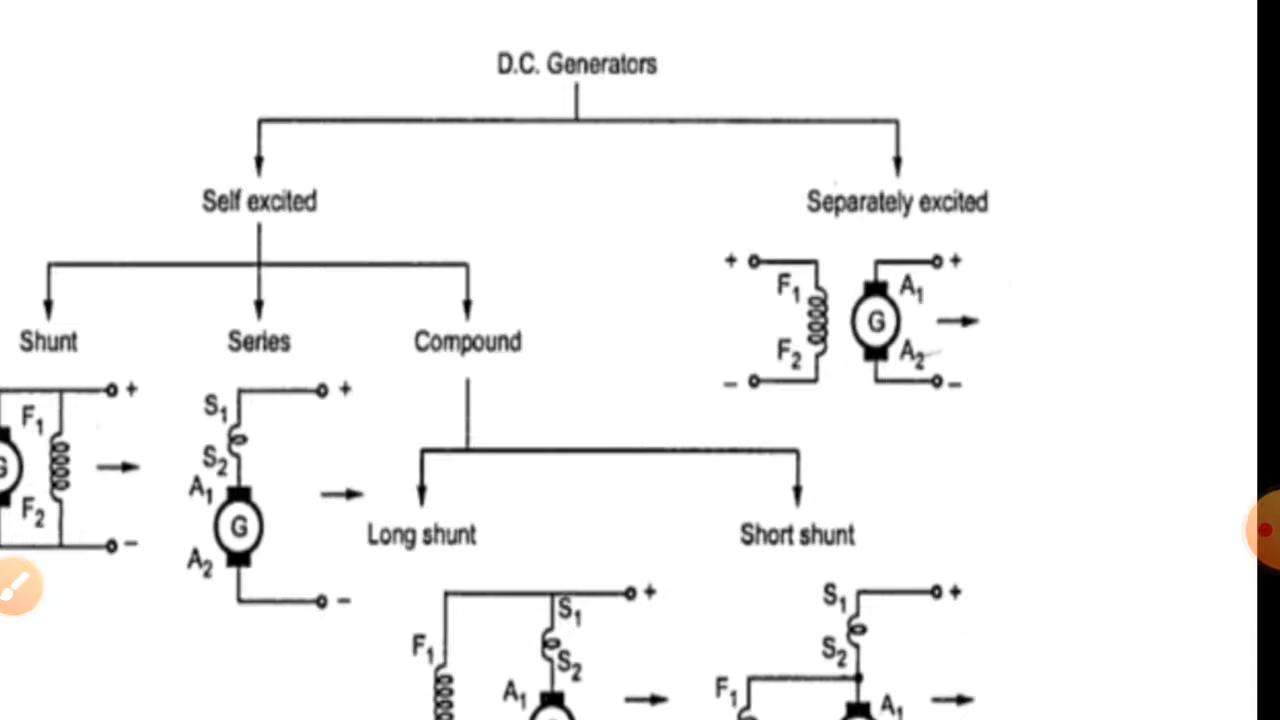 D.C. Generators
Self excited
Separately excited
+ F₁ F₂ −
G A₁ A₂ + −
Shunt
Series
Compound
F₁ F₂ + −
G
S₁ S₂ A₁ G A₂ + −
Long shunt
Short shunt
F₁ S₁ S₂ A₁ +
S₁ S₂ F₁ A₁ +